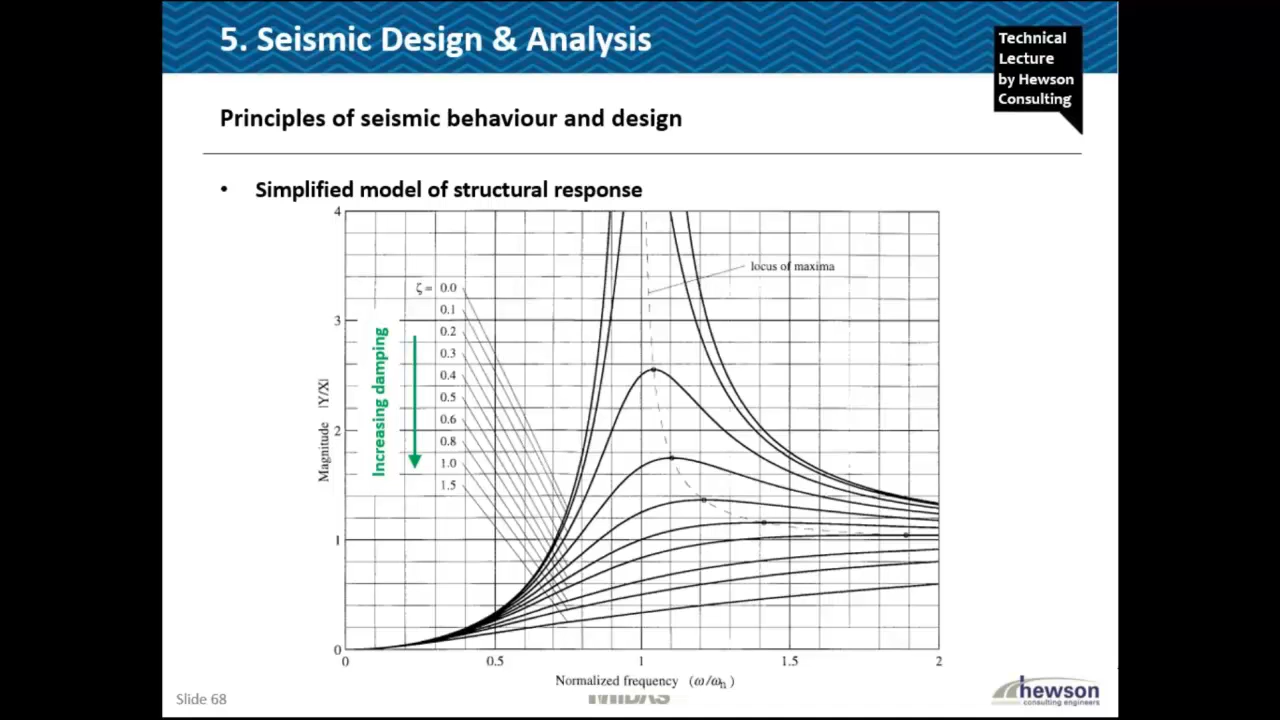 5. Seismic Design & Analysis
Technical
Lecture
by Hewson
Consulting
Principles of seismic behaviour and design
• Simplified model of structural response
4
3
2
1
0
Magnitude |Y/X|
Increasing damping
ζ = 0.0
0.1
0.2
0.3
0.4
0.5
0.6
0.8
1.0
1.5
locus of maxima
0
0.5
1
1.5
2
Normalized frequency (ω/ωn)
Slide 68
MIDAS
hewson
consulting engineers